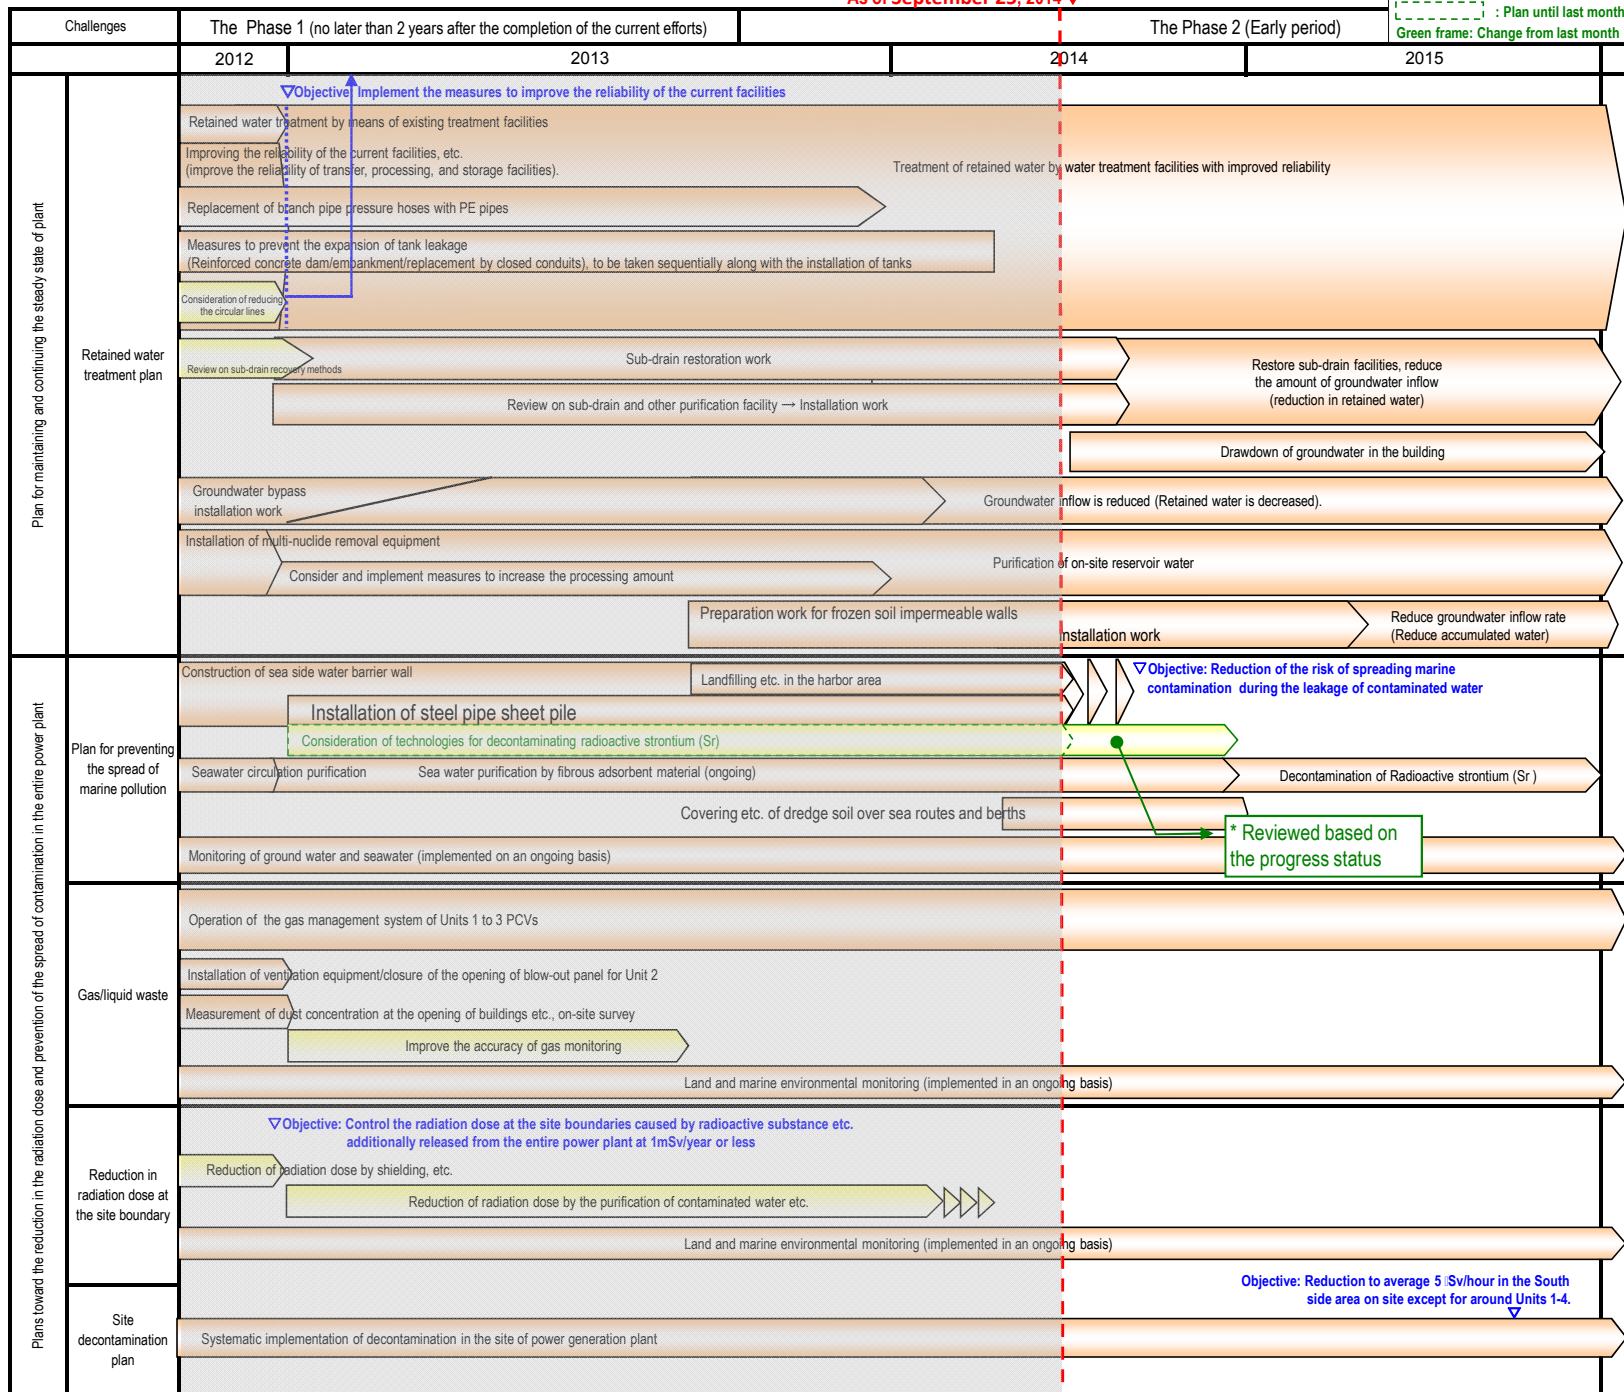 As of September 25, 2014
: Plan until last month
Green frame: Change from last month
Challenges
The Phase 1 (no later than 2 years after the completion of the current efforts)
The Phase 2 (Early period)
2012
2013
2014
2015
Plan for maintaining and continuing the steady state of plant
Retained water
treatment plan
Objective: Implement the measures to improve the reliability of the current facilities
Retained water treatment by means of existing treatment facilities
Improving the reliability of the current facilities, etc.
(improve the reliability of transfer, processing, and storage facilities).
Treatment of retained water by water treatment facilities with improved reliability
Replacement of branch pipe pressure hoses with PE pipes
Measures to prevent the expansion of tank leakage
(Reinforced concrete dam/embankment/replacement by closed conduits), to be taken sequentially along with the installation of tanks
Consideration of reducing
the circular lines
Review on sub-drain recovery methods
Sub-drain restoration work
Review on sub-drain and other purification facility → Installation work
Restore sub-drain facilities, reduce
the amount of groundwater inflow
(reduction in retained water)
Drawdown of groundwater in the building
Groundwater bypass
installation work
Groundwater inflow is reduced (Retained water is decreased).
Installation of multi-nuclide removal equipment
Consider and implement measures to increase the processing amount
Purification of on-site reservoir water
Preparation work for frozen soil impermeable walls
Installation work
Reduce groundwater inflow rate
(Reduce accumulated water)
Plans toward the reduction in the radiation dose and prevention of the spread of contamination in the entire power plant
Plan for preventing
the spread of
marine pollution
Construction of sea side water barrier wall
Landfilling etc. in the harbor area
Objective: Reduction of the risk of spreading marine
contamination during the leakage of contaminated water
Installation of steel pipe sheet pile
Consideration of technologies for decontaminating radioactive strontium (Sr)
Seawater circulation purification
Sea water purification by fibrous adsorbent material (ongoing)
Decontamination of Radioactive strontium (Sr )
Covering etc. of dredge soil over sea routes and berths
* Reviewed based on
the progress status
Monitoring of ground water and seawater (implemented on an ongoing basis)
Gas/liquid waste
Operation of the gas management system of Units 1 to 3 PCVs
Installation of ventilation equipment/closure of the opening of blow-out panel for Unit 2
Measurement of dust concentration at the opening of buildings etc., on-site survey
Improve the accuracy of gas monitoring
Land and marine environmental monitoring (implemented in an ongoing basis)
Reduction in
radiation dose at
the site boundary
Objective: Control the radiation dose at the site boundaries caused by radioactive substance etc.
additionally released from the entire power plant at 1mSv/year or less
Reduction of radiation dose by shielding, etc.
Reduction of radiation dose by the purification of contaminated water etc.
Land and marine environmental monitoring (implemented in an ongoing basis)
Site
decontamination
plan
Objective: Reduction to average 5 Sv/hour in the South
side area on site except for around Units 1-4.
Systematic implementation of decontamination in the site of power generation plant